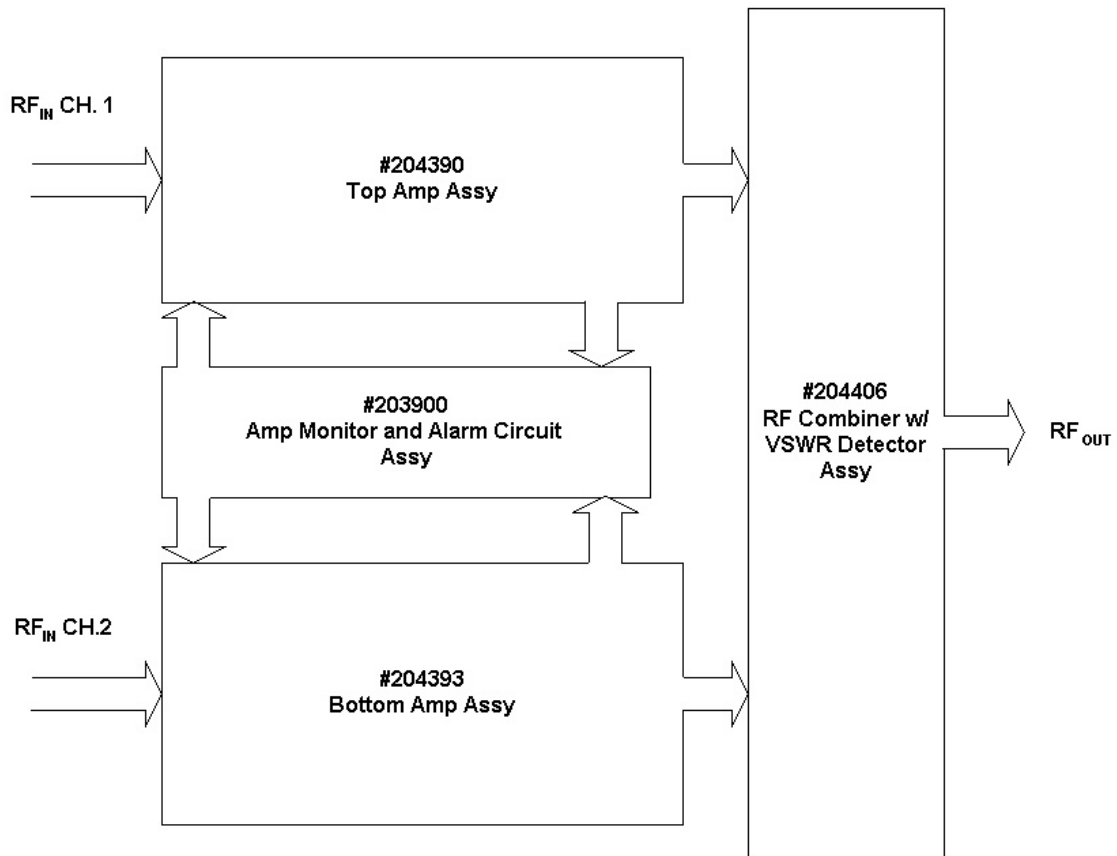 RF IN CH. 1
#204390
Top Amp Assy
#203900
Amp Monitor and Alarm Circuit
Assy
#204406
RF Combiner w/
VSWR Detector
Assy
RF OUT
RF IN CH.2
#204393
Bottom Amp Assy